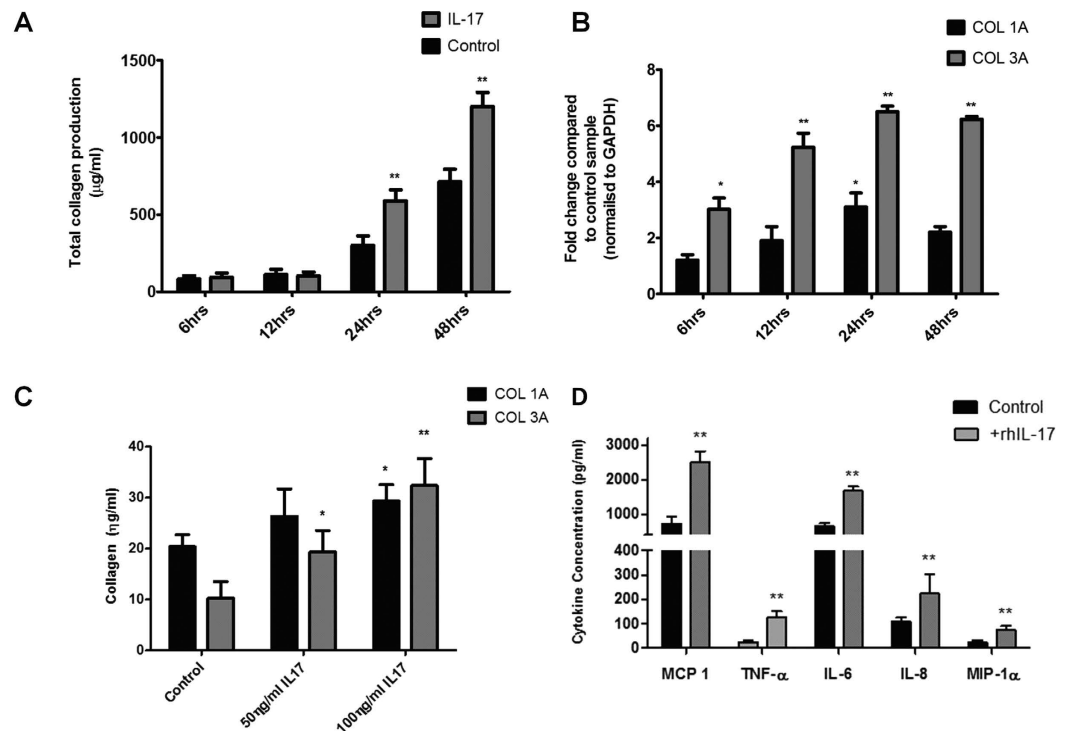 A
IL-17
Control
Total collagen production
(μg/ml)
1500
1000
500
0
**
**
6hrs
12hrs
24hrs
48hrs
B
COL 1A
COL 3A
Fold change compared
to control sample
(normailsd to GAPDH)
8
6
4
2
0
*
**
*
**
**
6hrs
12hrs
24hrs
48hrs
C
COL 1A
COL 3A
Collagen (ηg/ml)
40
30
20
10
0
*
*
**
Control
50ηg/ml IL17
100ηg/ml IL17
D
Control
+rhIL-17
Cytokine Concentration (pg/ml)
3000
2000
1000
400
300
200
100
0
**
**
**
**
**
MCP 1
TNF-α
IL-6
IL-8
MIP-1α